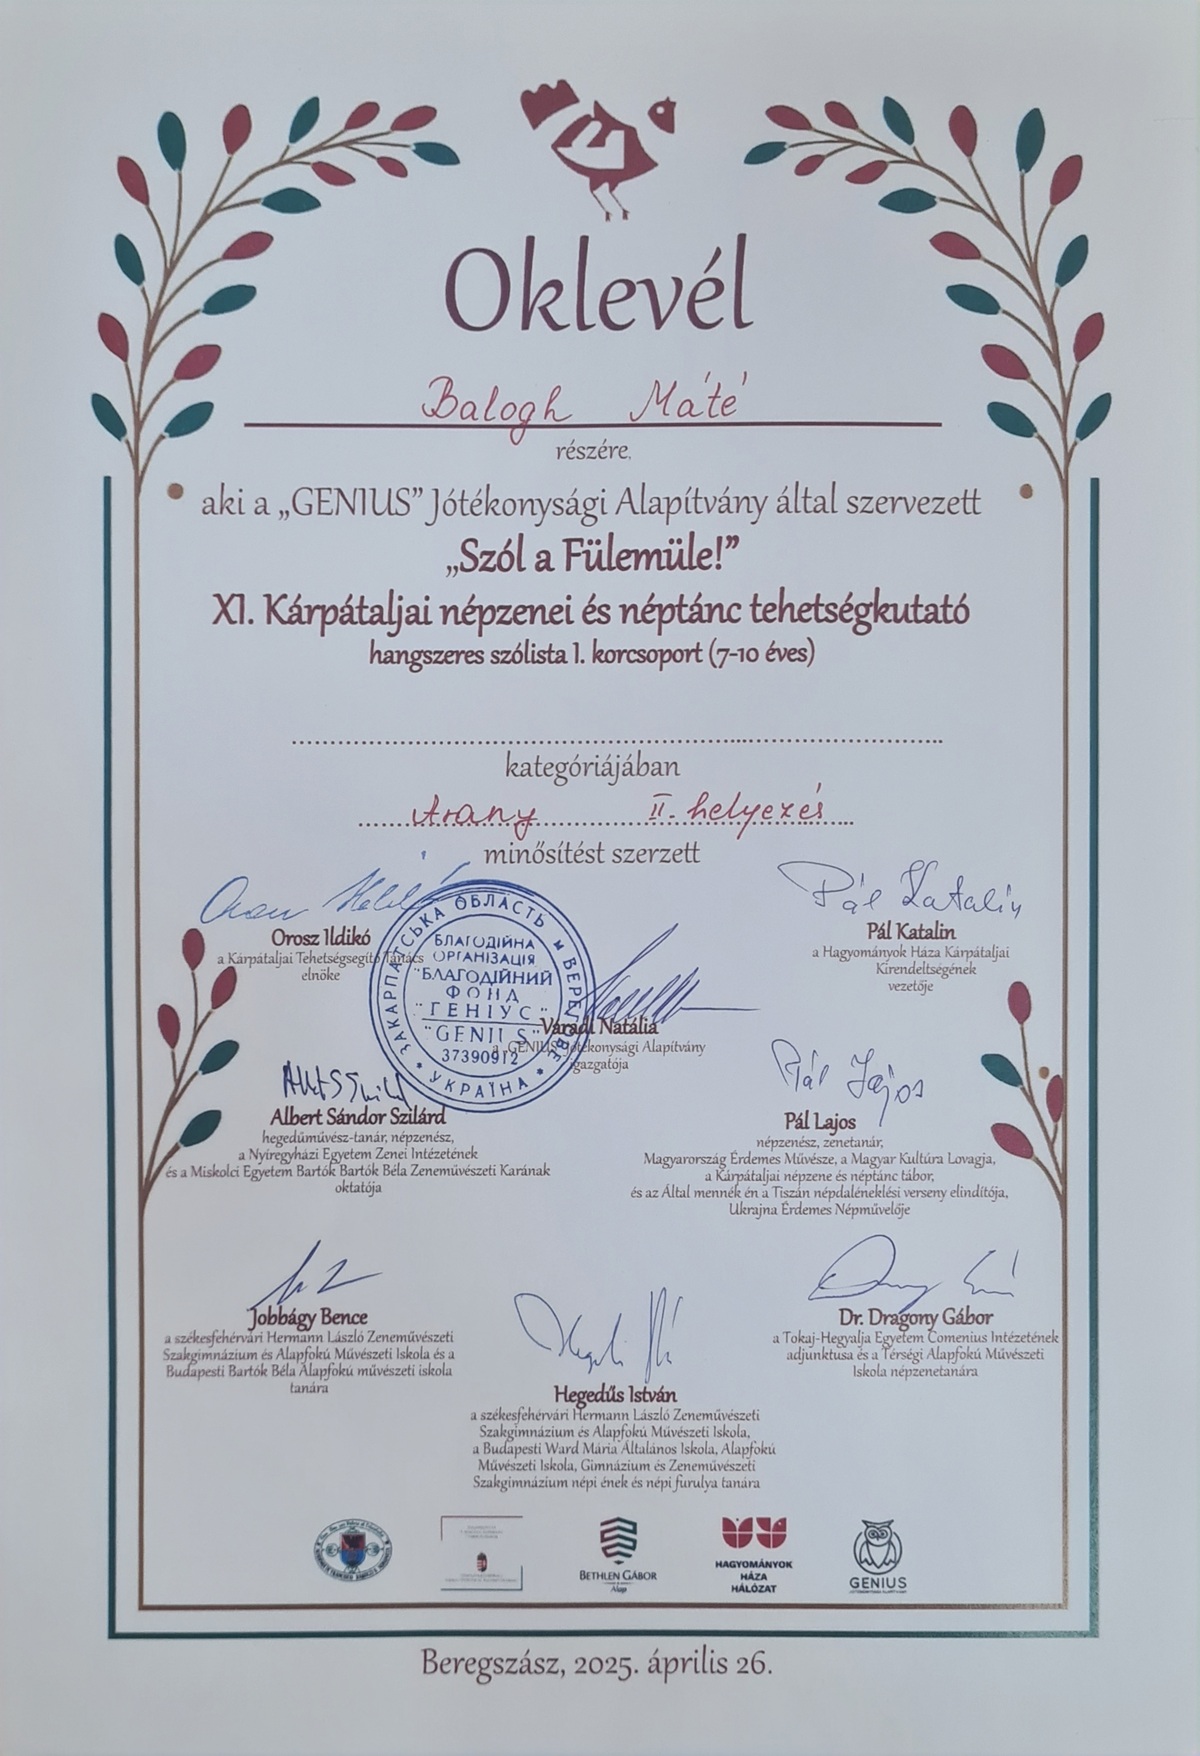 Oklevél
Balogh Máté
részére,
aki a „GENIUS” Jótékonysági Alapítvány által szervezett
„Szól a Fülemüle!”
XI. Kárpátaljai népzenei és néptánc tehetségkutató
hangszeres szólista I. korcsoport (7-10 éves)
kategóriájában
Arany II. helyezés
minősítést szerzett
Orosz Ildikó
a Kárpátaljai Tehetségsegítő Tanács
elnöke
Pál Katalin
Pál Katalin
a Hagyományok Háza Kárpátaljai
Kirendeltségének
vezetője
ЗАКАРПАТСЬКА ОБЛАСТЬ м БЕРЕГОВЕ * УКРАЇНА *
БЛАГОДІЙНА
ОРГАНІЗАЦІЯ
"БЛАГОДІЙНИЙ
ФОНД
"ГЕНІУС"
"GENIUS"
37390912
Váradi Natália
a „GENIUS” Jótékonysági Alapítvány
igazgatója
Albert Sándor Szilárd
hegedűművész-tanár, népzenész,
a Nyíregyházi Egyetem Zenei Intézetének
és a Miskolci Egyetem Bartók Bartók Béla Zeneművészeti Karának
oktatója
Pál Lajos
Pál Lajos
népzenész, zenetanár,
Magyarország Érdemes Művésze, a Magyar Kultúra Lovagja,
a Kárpátaljai népzene és néptánc tábor,
és az Által mennék én a Tiszán népdaléneklési verseny elindítója,
Ukrajna Érdemes Népművelője
Jobbágy Bence
a székesfehérvári Hermann László Zeneművészeti
Szakgimnázium és Alapfokú Művészeti Iskola és a
Budapesti Bartók Béla Alapfokú művészeti iskola
tanára
Dr. Dragony Gábor
a Tokaj-Hegyalja Egyetem Comenius Intézetének
adjunktusa és a Térségi Alapfokú Művészeti
Iskola népzenetanára
Hegedűs István
a székesfehérvári Hermann László Zeneművészeti
Szakgimnázium és Alapfokú Művészeti Iskola,
a Budapesti Ward Mária Általános Iskola, Alapfokú
Művészeti Iskola, Gimnázium és Zeneművészeti
Szakgimnázium népi ének és népi furulya tanára
BETHLEN GÁBOR
Alap
HAGYOMÁNYOK
HÁZA
HÁLÓZAT
GENIUS
Beregszász, 2025. április 26.